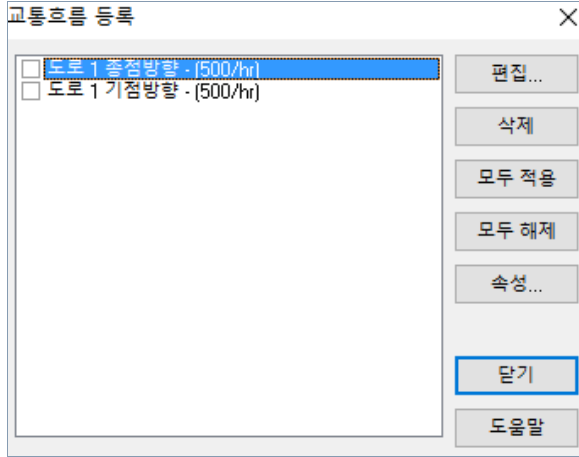 교통흐름 등록
도로 1 종점방향 - (500/hr)
도로 1 기점방향 - (500/hr)
편집...
삭제
모두 적용
모두 해제
속성...
닫기
도움말